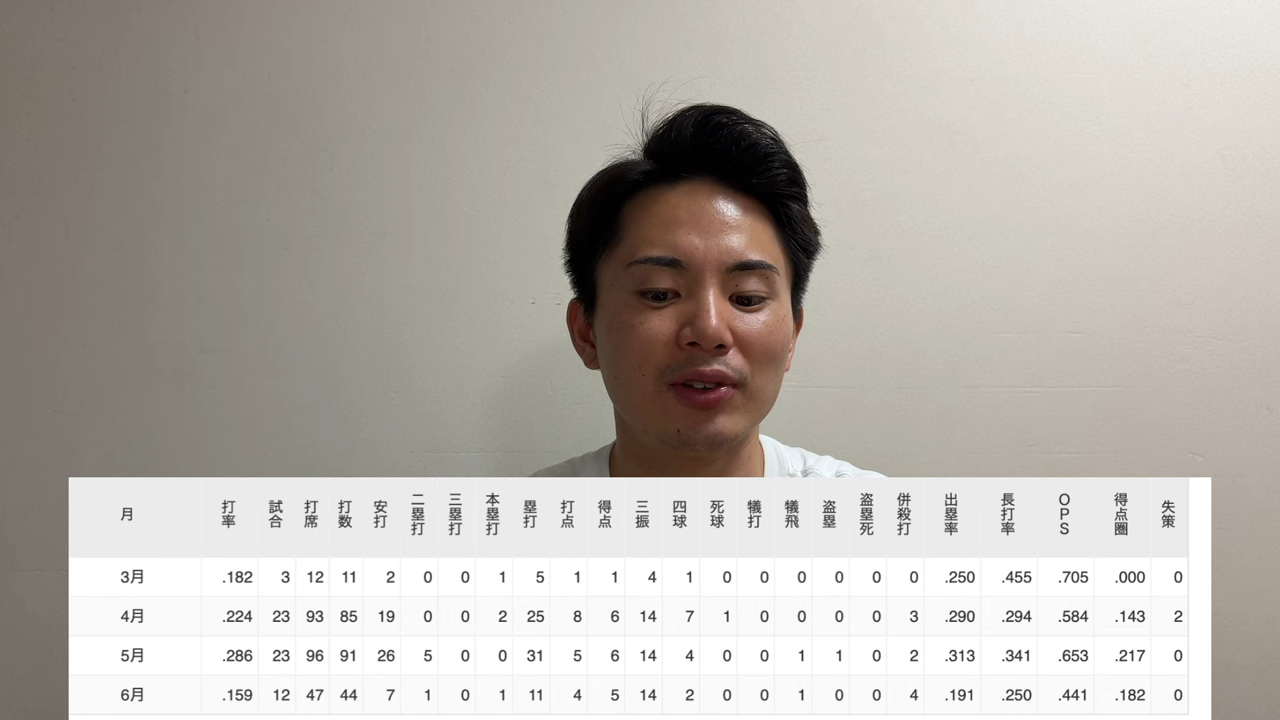 月 打率 試合 打席 打数 安打 二塁打 三塁打 本塁打 塁打 打点 得点 三振 四球 死球 犠打 犠飛 盗塁 盗塁死 併殺打 出塁率 長打率 OPS 得点圏 失策
3月 .182 3 12 11 2 0 0 1 5 1 1 4 1 0 0 0 0 0 0 .250 .455 .705 .000 0
4月 .224 23 93 85 19 0 0 2 25 8 6 14 7 1 0 0 0 0 3 .290 .294 .584 .143 2
5月 .286 23 96 91 26 5 0 0 31 5 6 14 4 0 0 1 1 0 2 .313 .341 .653 .217 0
6月 .159 12 47 44 7 1 0 1 11 4 5 14 2 0 0 1 0 0 4 .191 .250 .441 .182 0